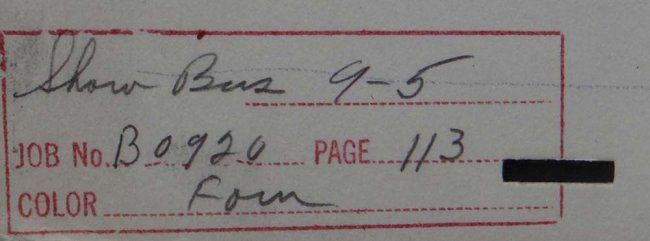 Show Bus 9-5
JOB No. B0920 PAGE 113
COLOR Four